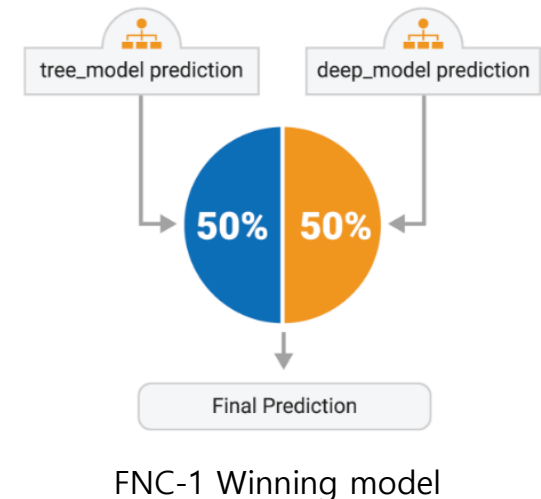 tree_model prediction
deep_model prediction
50%
50%
Final Prediction
FNC-1 Winning model